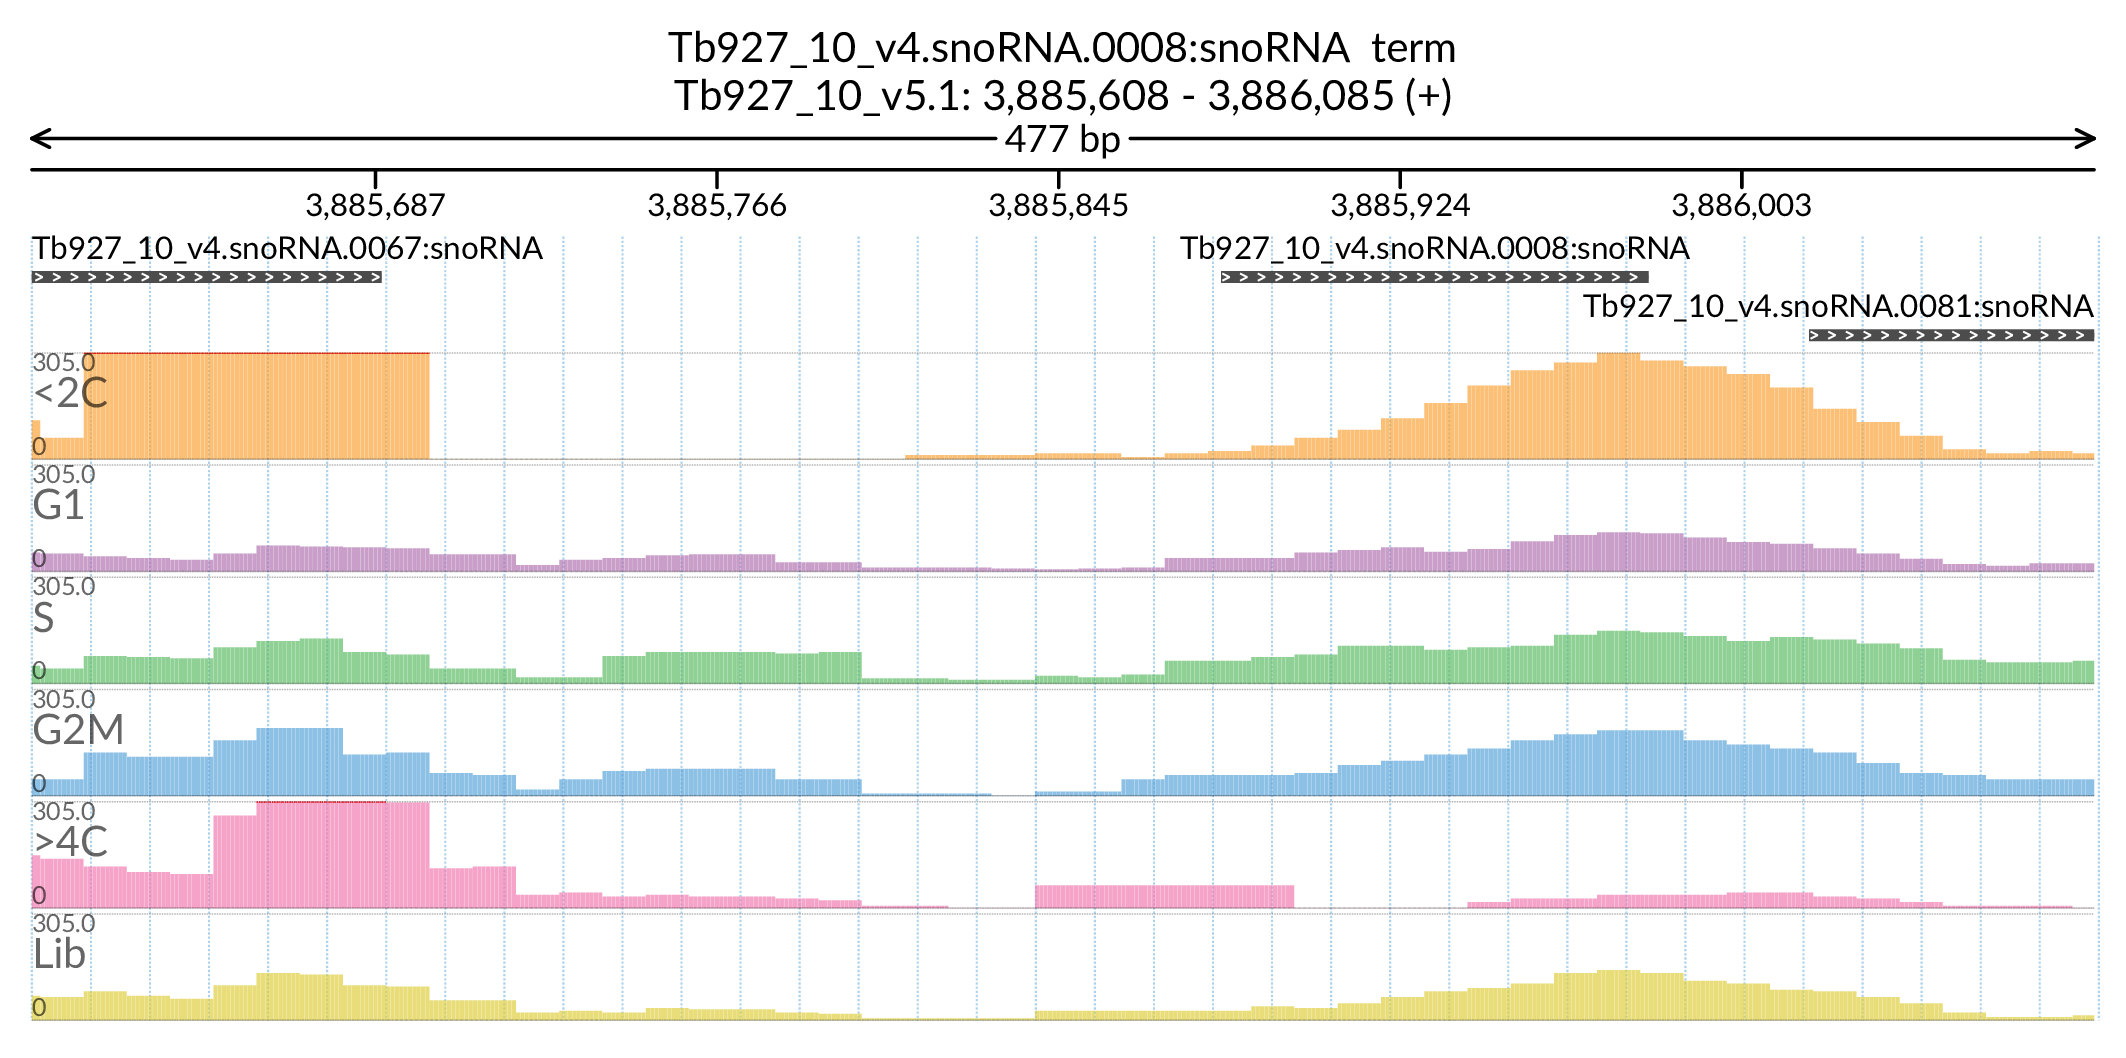 Tb927_10_v4.snoRNA.0008:snoRNA term
Tb927_10_v5.1: 3,885,608 - 3,886,085 (+)
477 bp
3,885,687 3,885,766 3,885,845 3,885,924 3,886,003
Tb927_10_v4.snoRNA.0067:snoRNA Tb927_10_v4.snoRNA.0008:snoRNA
Tb927_10_v4.snoRNA.0081:snoRNA
305.0
<2C
0
305.0
G1
0
305.0
S
0
305.0
G2M
0
305.0
>4C
0
305.0
Lib
0